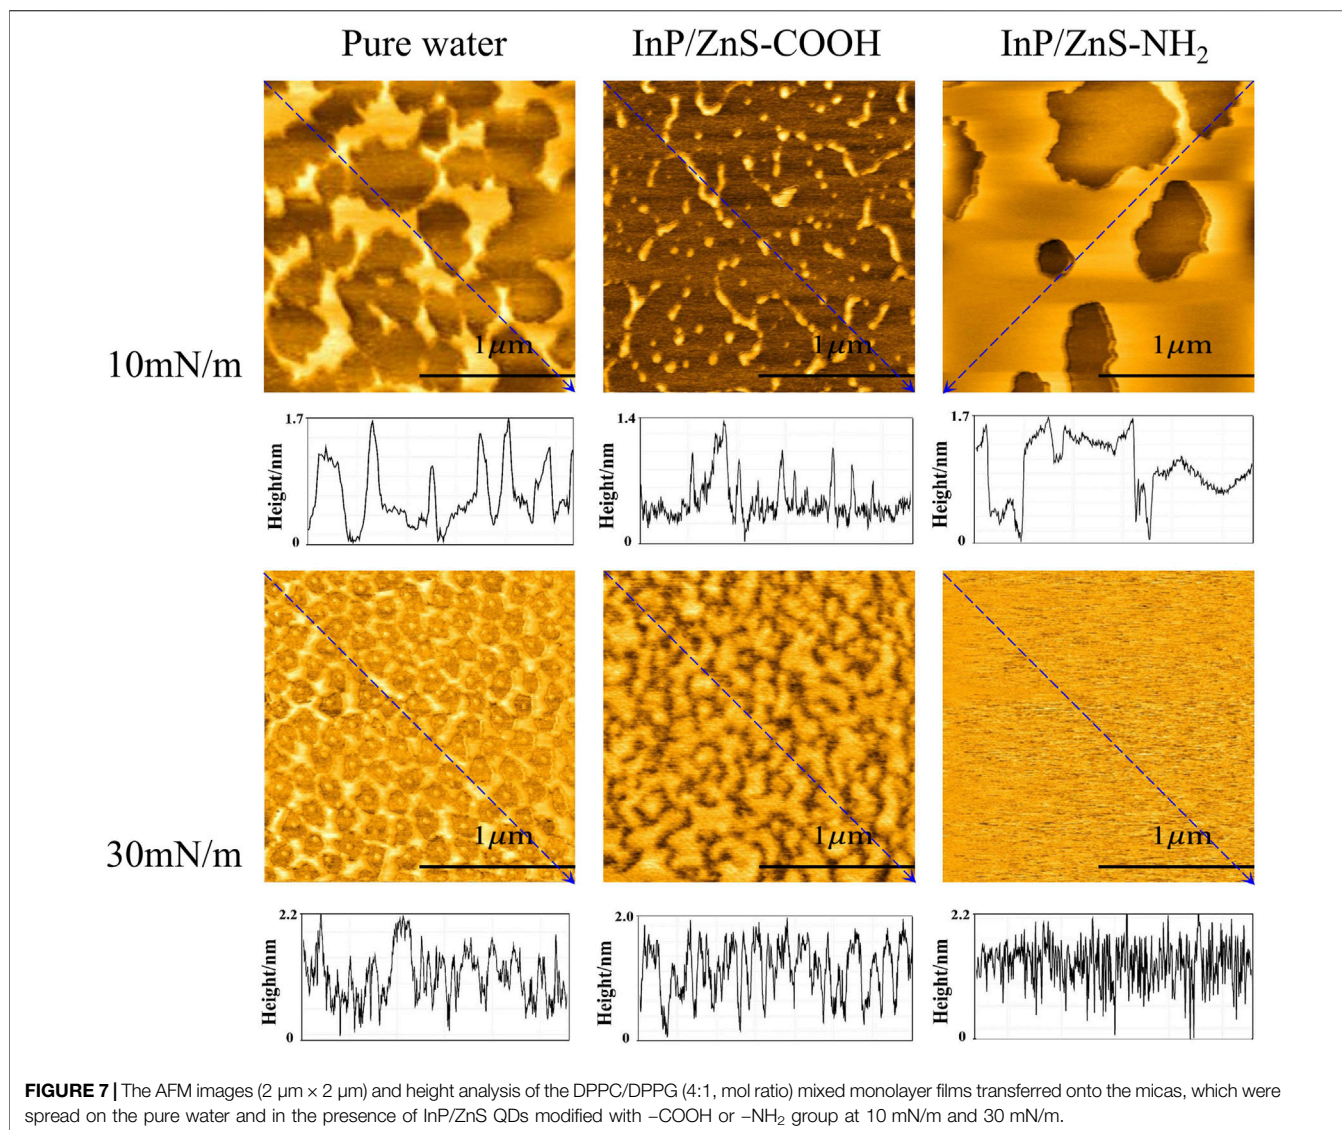 Pure water InP/ZnS-COOH InP/ZnS-NH₂
10mN/m
1μm 1μm 1μm
1.7 1.4 1.7
Height/nm Height/nm Height/nm
0 0 0
30mN/m
1μm 1μm 1μm
2.2 2.0 2.2
Height/nm Height/nm Height/nm
0 0 0
FIGURE 7 | The AFM images (2 μm × 2 μm) and height analysis of the DPPC/DPPG (4:1, mol ratio) mixed monolayer films transferred onto the micas, which were
spread on the pure water and in the presence of InP/ZnS QDs modified with –COOH or –NH₂ group at 10 mN/m and 30 mN/m.